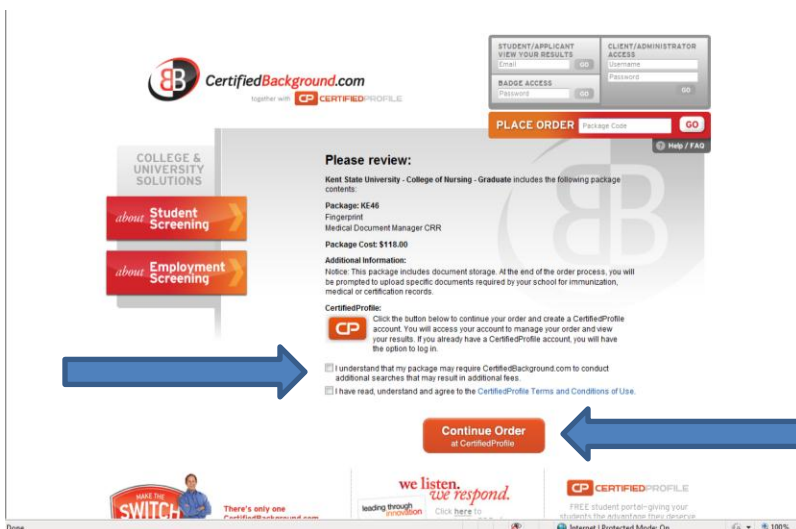 CertifiedBackground.com
together with CP CERTIFIEDPROFILE
STUDENT/APPLICANT
VIEW YOUR RESULTS
Email GO
BADGE ACCESS
Password GO
CLIENT/ADMINISTRATOR
ACCESS
Username
Password
GO
PLACE ORDER Package Code GO
Help / FAQ
COLLEGE &
UNIVERSITY
SOLUTIONS
about Student
Screening
about Employment
Screening
Please review:
Kent State University - College of Nursing - Graduate includes the following package
contents:
Package: KE46
Fingerprint
Medical Document Manager CRR
Package Cost: $118.00
Additional Information:
Notice: This package includes document storage. At the end of the order process, you will
be prompted to upload specific documents required by your school for immunization,
medical or certification records.
CertifiedProfile:
CP
Click the button below to continue your order and create a CertifiedProfile
account. You will access your account to manage your order and view
your results. If you already have a CertifiedProfile account, you will have
the option to log in.
I understand that my package may require CertifiedBackground.com to conduct
additional searches that may result in additional fees.
I have read, understand and agree to the CertifiedProfile Terms and Conditions of Use.
Continue Order
at CertifiedProfile
MAKE THE
SWITCH
There's only one
CertifiedBackground.com
we listen.
we respond.
leading through
innovation
Click here to
CP CERTIFIEDPROFILE
FREE student portal-giving your
students the advantage they deserve
Done
Internet | Protected Mode: On
100%